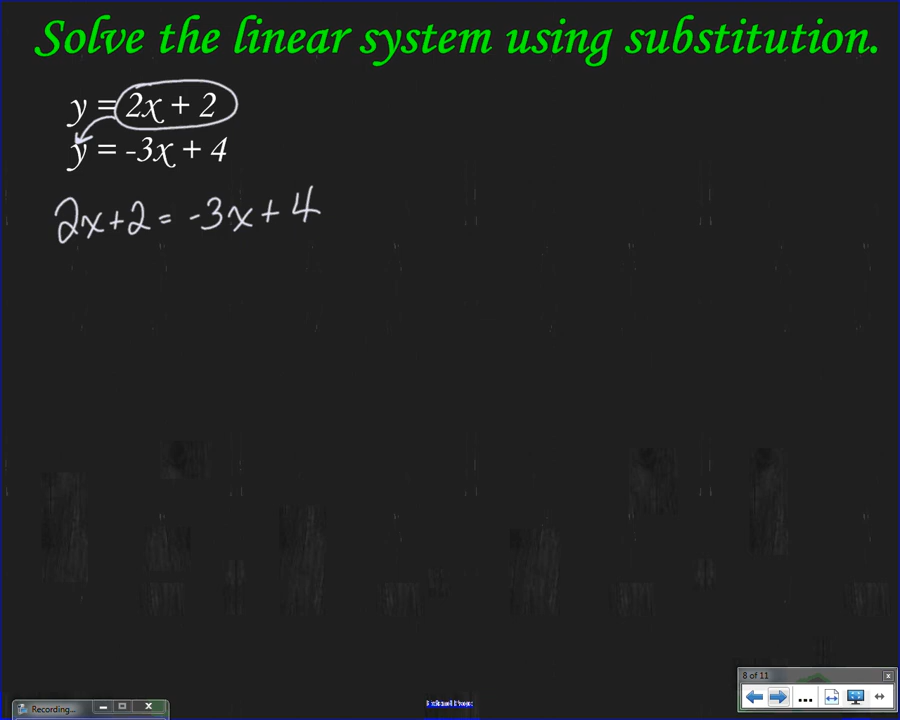 Solve the linear system using substitution.
y = 2x + 2
y = -3x + 4
2x+2 = -3x+4
8 of 11
Recording...